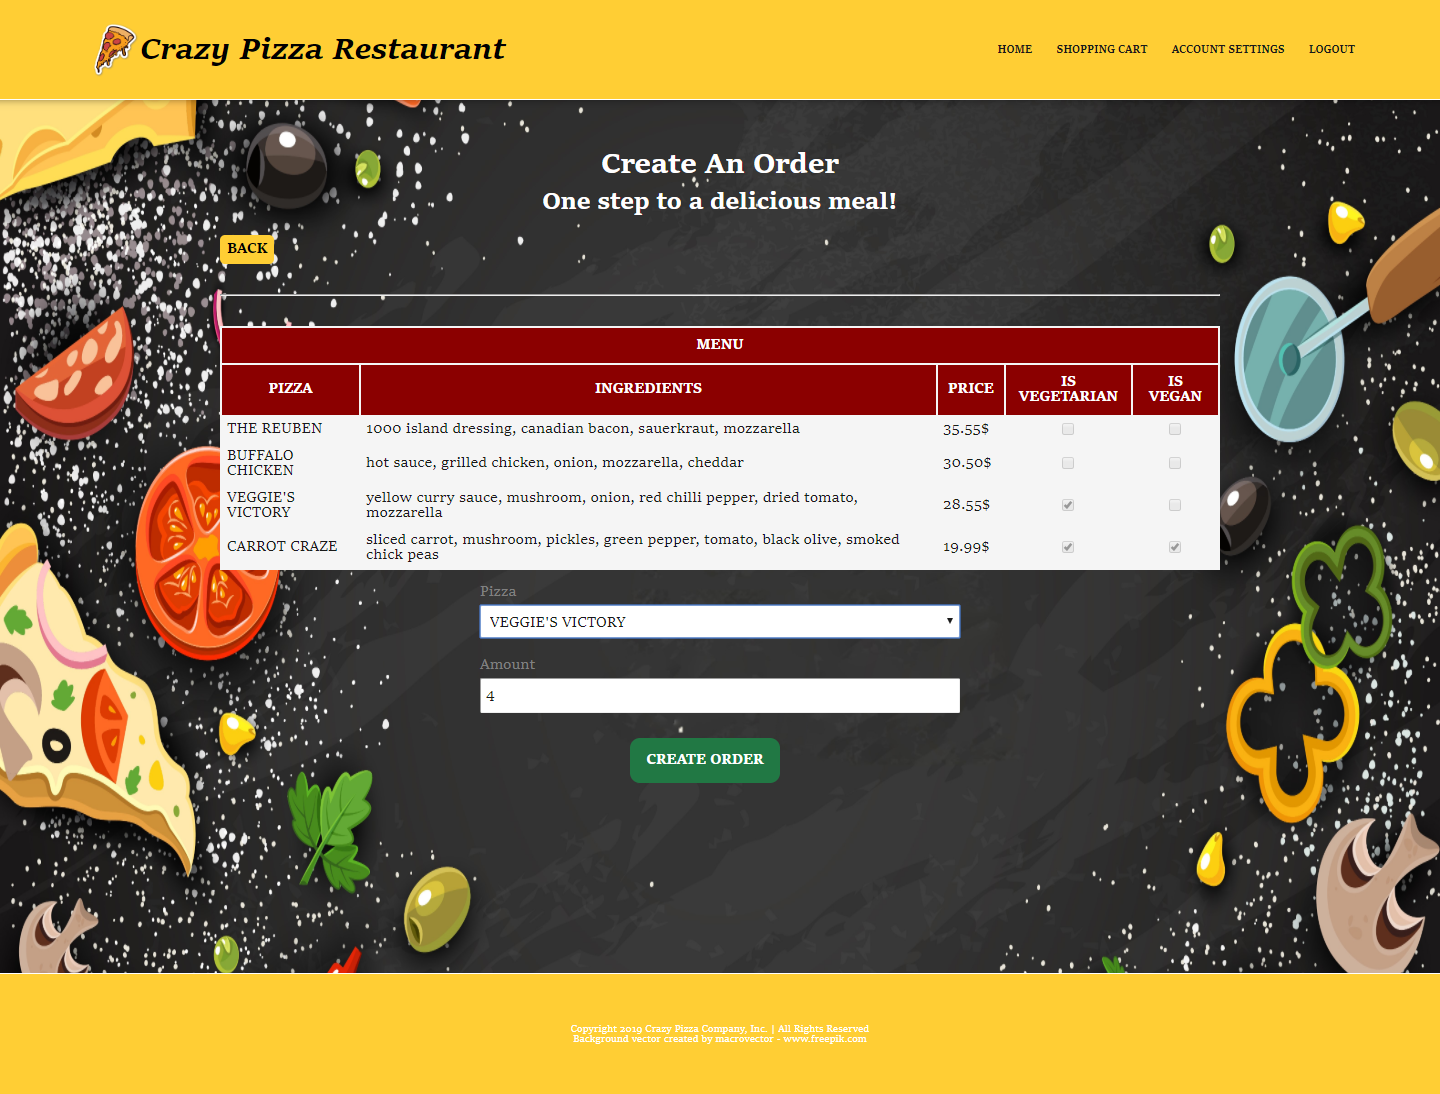 Crazy Pizza Restaurant
HOME SHOPPING CART ACCOUNT SETTINGS LOGOUT
Create An Order
One step to a delicious meal!
BACK
MENU
PIZZA INGREDIENTS PRICE IS VEGETARIAN IS VEGAN
THE REUBEN 1000 island dressing, canadian bacon, sauerkraut, mozzarella 35.55$
BUFFALO CHICKEN hot sauce, grilled chicken, onion, mozzarella, cheddar 30.50$
VEGGIE'S VICTORY yellow curry sauce, mushroom, onion, red chilli pepper, dried tomato, mozzarella 28.55$
CARROT CRAZE sliced carrot, mushroom, pickles, green pepper, tomato, black olive, smoked chick peas 19.99$
Pizza
VEGGIE'S VICTORY
Amount
4
CREATE ORDER
Copyright 2019 Crazy Pizza Company, Inc. | All Rights Reserved
Background vector created by macrovector - www.freepik.com